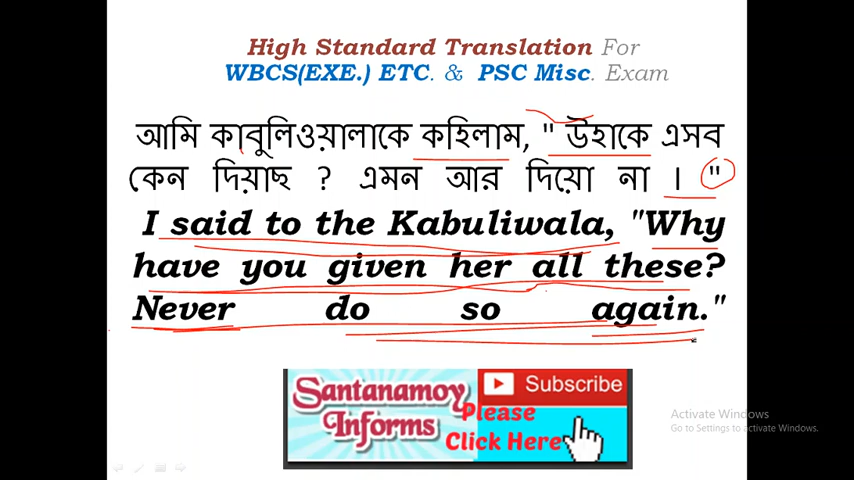 High Standard Translation For
WBCS(EXE.) ETC. & PSC Misc. Exam
আমি কাবুলিওয়ালাকে কহিলাম, " উহাকে এসব
কেন দিয়াছ ? এমন আর দিয়ো না । "
I said to the Kabuliwala, "Why
have you given her all these?
Never do so again."
Santanamoy
Informs
Subscribe
Please
Click Here
Activate Windows
Go to Settings to activate Windows.